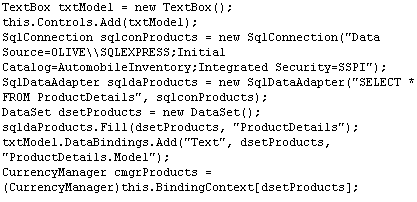 TextBox txtModel = new TextBox();
this.Controls.Add(txtModel);
SqlConnection sqlconProducts = new SqlConnection("Data
Source=OLIVE\\SQLEXPRESS;Initial
Catalog=AutomobileInventory;Integrated Security=SSPI");
SqlDataAdapter sqldaProducts = new SqlDataAdapter("SELECT *
FROM ProductDetails", sqlconProducts);
DataSet dsetProducts = new DataSet();
sqldaProducts.Fill(dsetProducts, "ProductDetails");
txtModel.DataBindings.Add("Text", dsetProducts,
"ProductDetails.Model");
CurrencyManager cmgrProducts =
(CurrencyManager)this.BindingContext[dsetProducts];